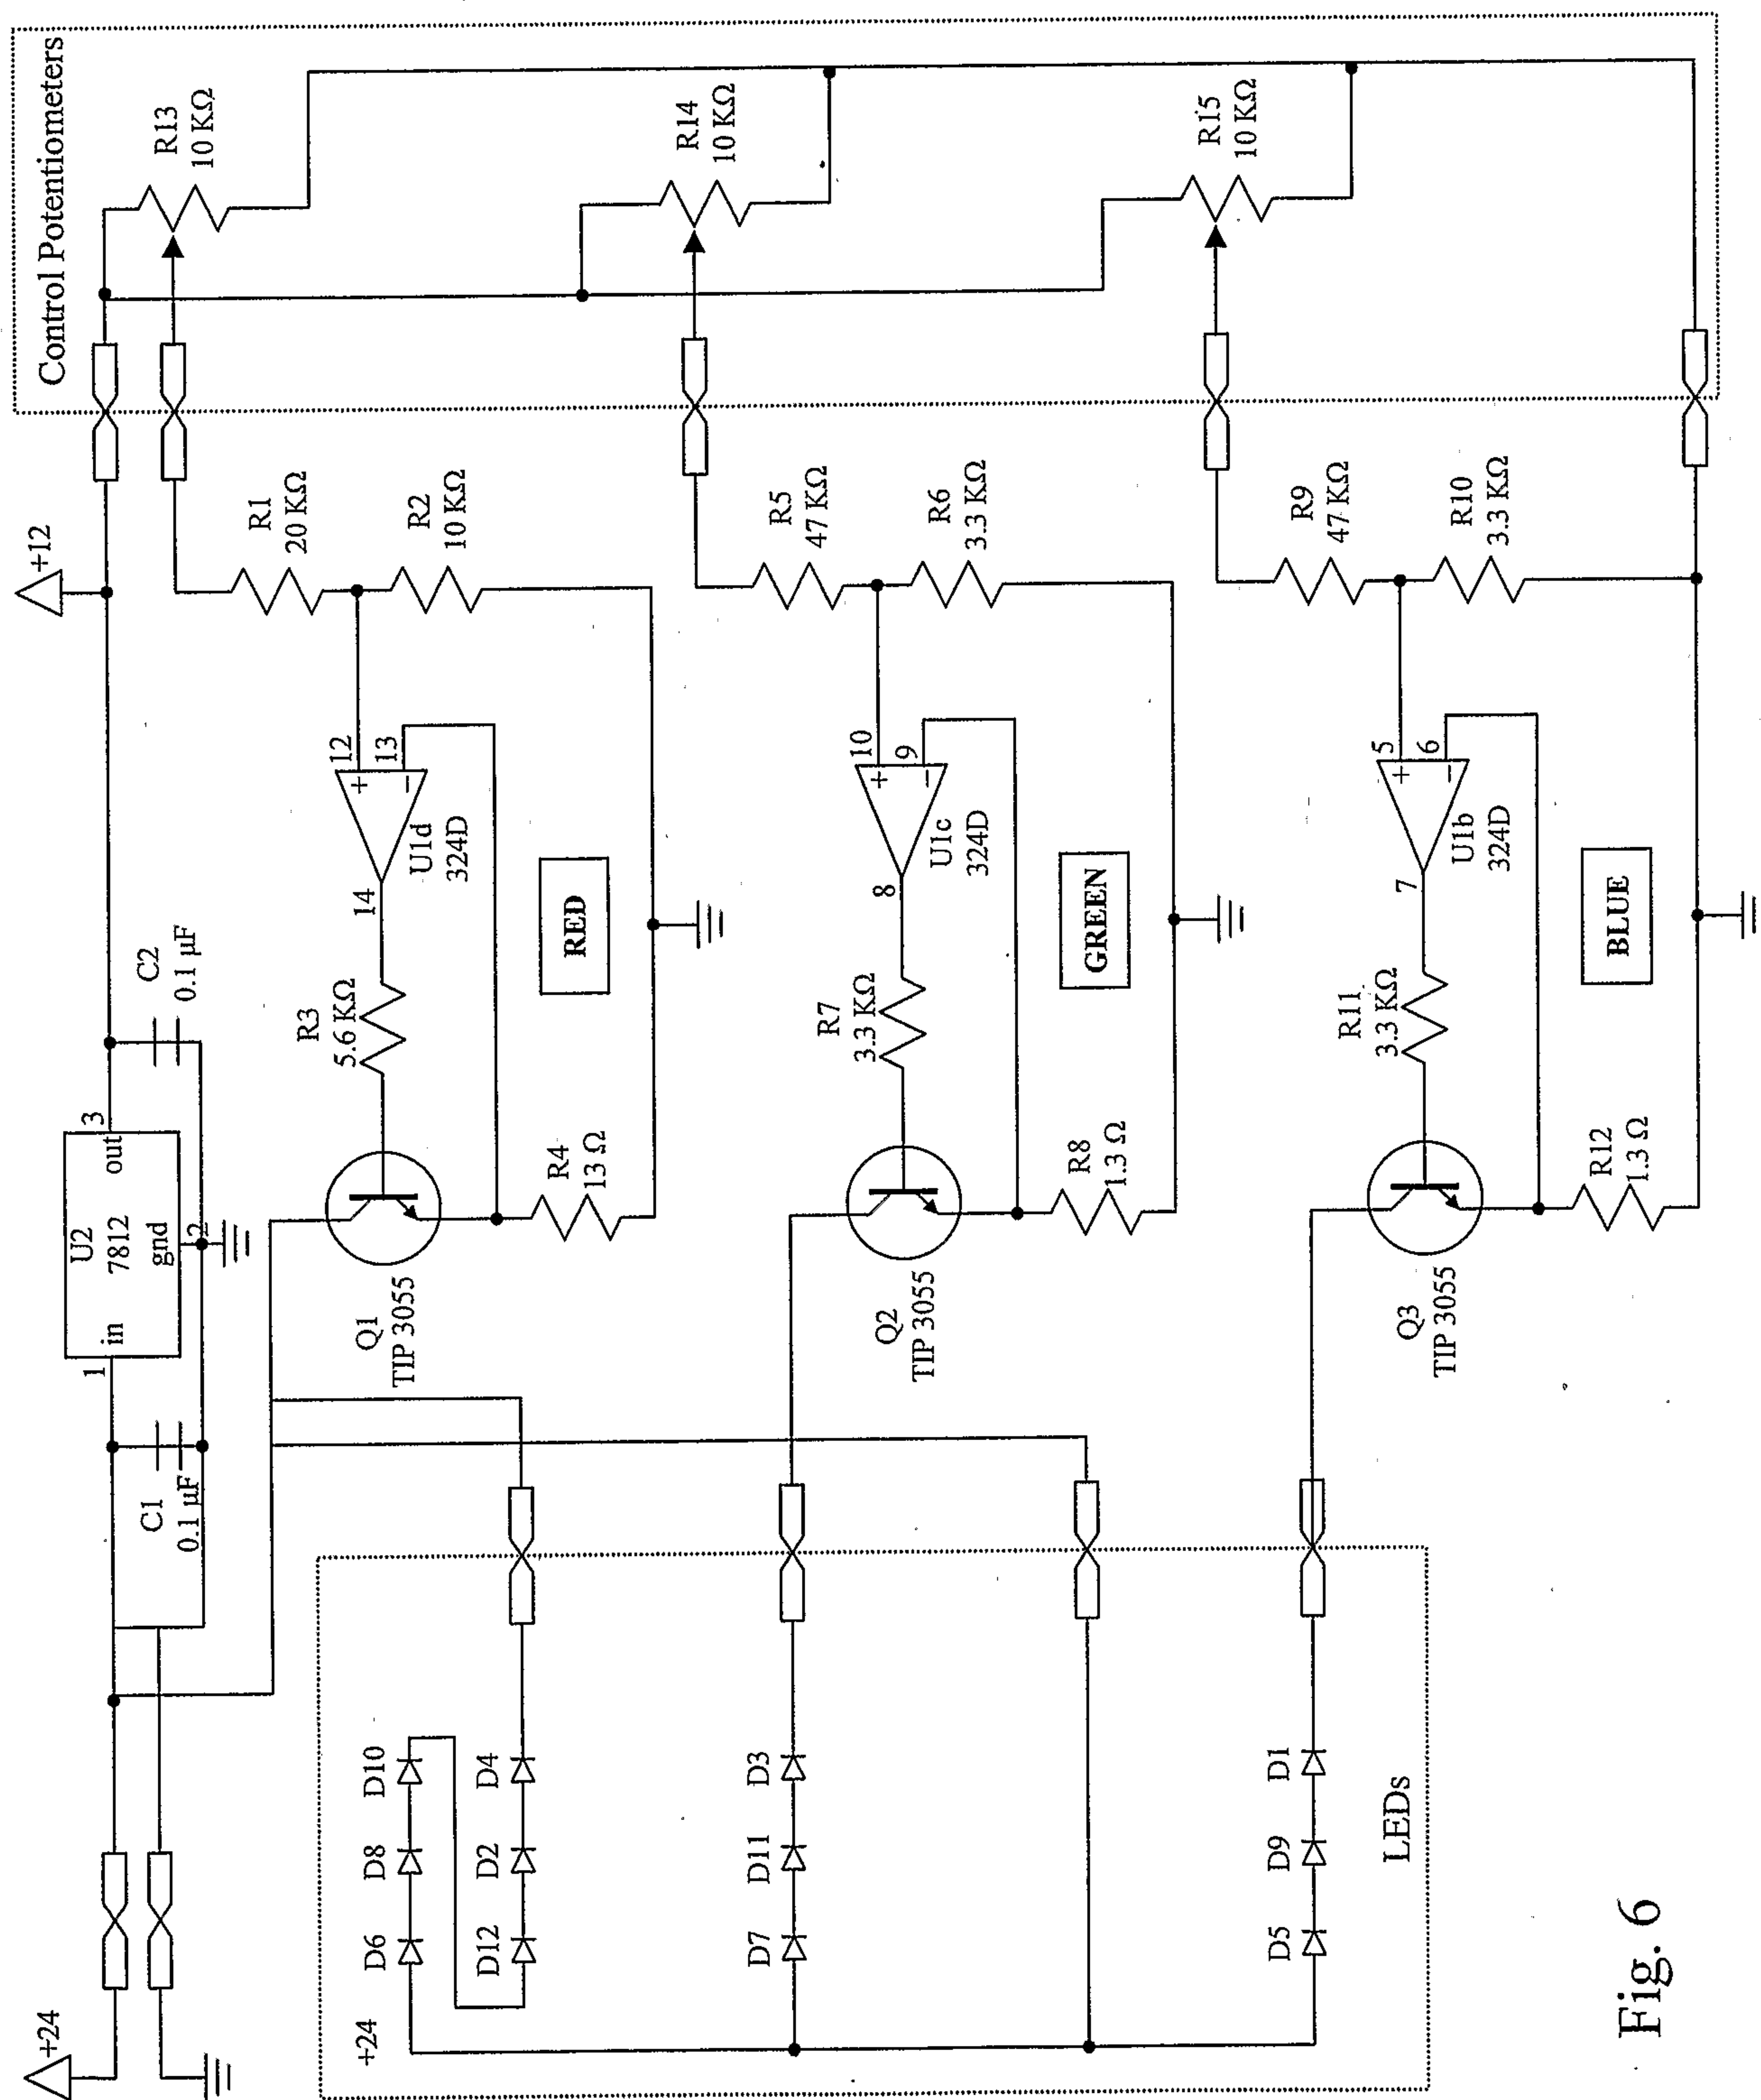 +24
U2
7812
in
out
gnd
1
2
3
C1
0.1 µF
C2
0.1 µF
+12
Control Potentiometers
R13
10 KΩ
R14
10 KΩ
R15
10 KΩ
R1
20 KΩ
R2
10 KΩ
12
13
14
+
−
U1d
324D
R3
5.6 KΩ
Q1
TIP 3055
R4
13 Ω
RED
R5
47 KΩ
R6
3.3 KΩ
10
9
8
+
−
U1c
324D
R7
3.3 KΩ
Q2
TIP 3055
R8
1.3 Ω
GREEN
R9
47 KΩ
R10
3.3 KΩ
5
6
7
+
−
U1b
324D
R11
3.3 KΩ
Q3
TIP 3055
R12
1.3 Ω
BLUE
+24
D6
D8
D10
D12
D2
D4
D7
D11
D3
D5
D9
D1
LEDs
Fig. 6